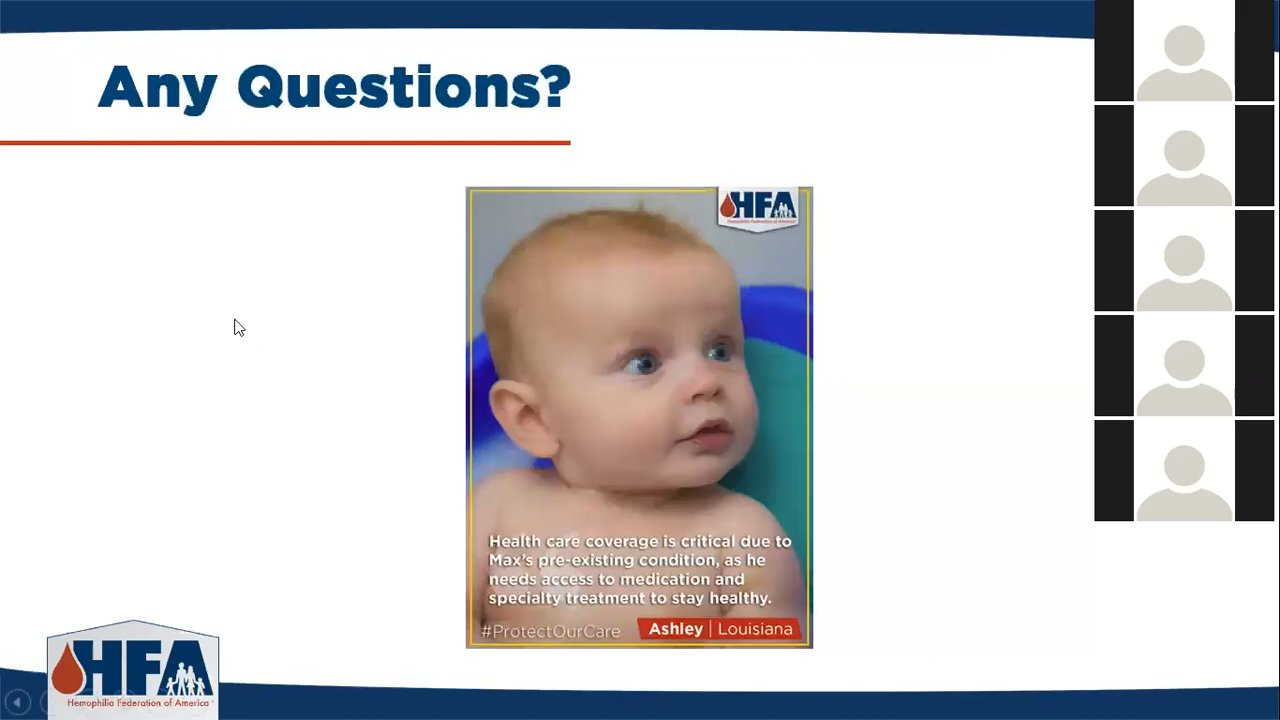 Any Questions?
HFA
Hemophilia Federation of America
Health care coverage is critical due to
Max's pre-existing condition, as he
needs access to medication and
specialty treatment to stay healthy.
#ProtectOurCare
Ashley | Louisiana
HFA
Hemophilia Federation of America